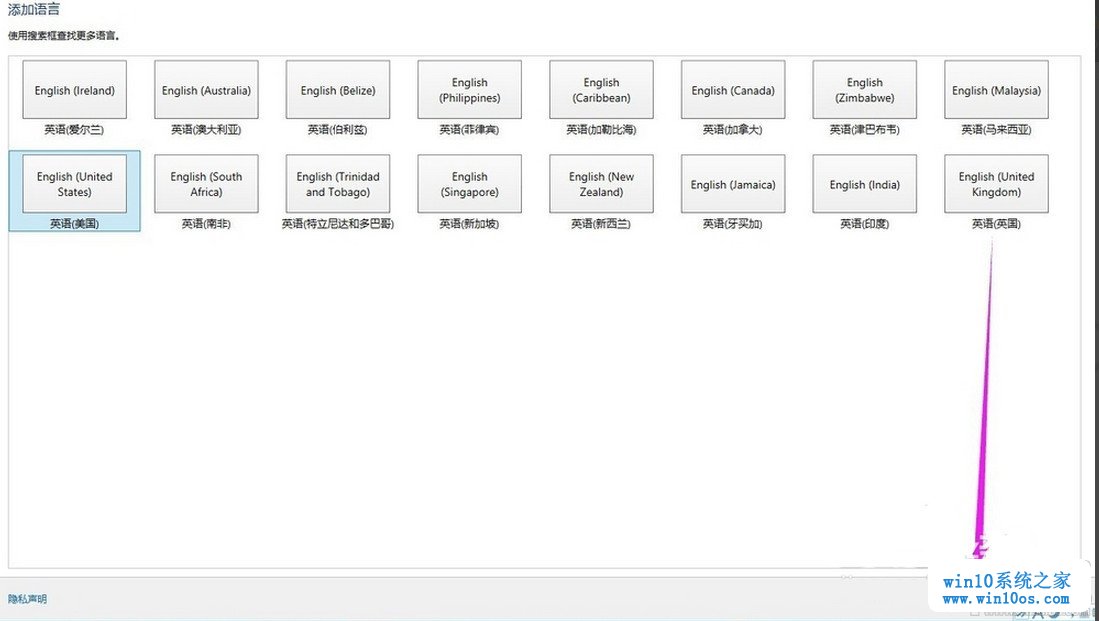 添加语言
使用搜索框查找更多语言。
English (Ireland)
英语(爱尔兰)
English (Australia)
英语(澳大利亚)
English (Belize)
英语(伯利兹)
English
(Philippines)
英语(菲律宾)
English
(Caribbean)
英语(加勒比海)
English (Canada)
英语(加拿大)
English
(Zimbabwe)
英语(津巴布韦)
English (Malaysia)
英语(马来西亚)
English (United
States)
英语(美国)
English (South
Africa)
英语(南非)
English (Trinidad
and Tobago)
英语(特立尼达和多巴哥)
English
(Singapore)
英语(新加坡)
English (New
Zealand)
英语(新西兰)
English (Jamaica)
英语(牙买加)
English (India)
英语(印度)
English (United
Kingdom)
英语(英国)
隐私声明
win10系统之家
www.win10os.com